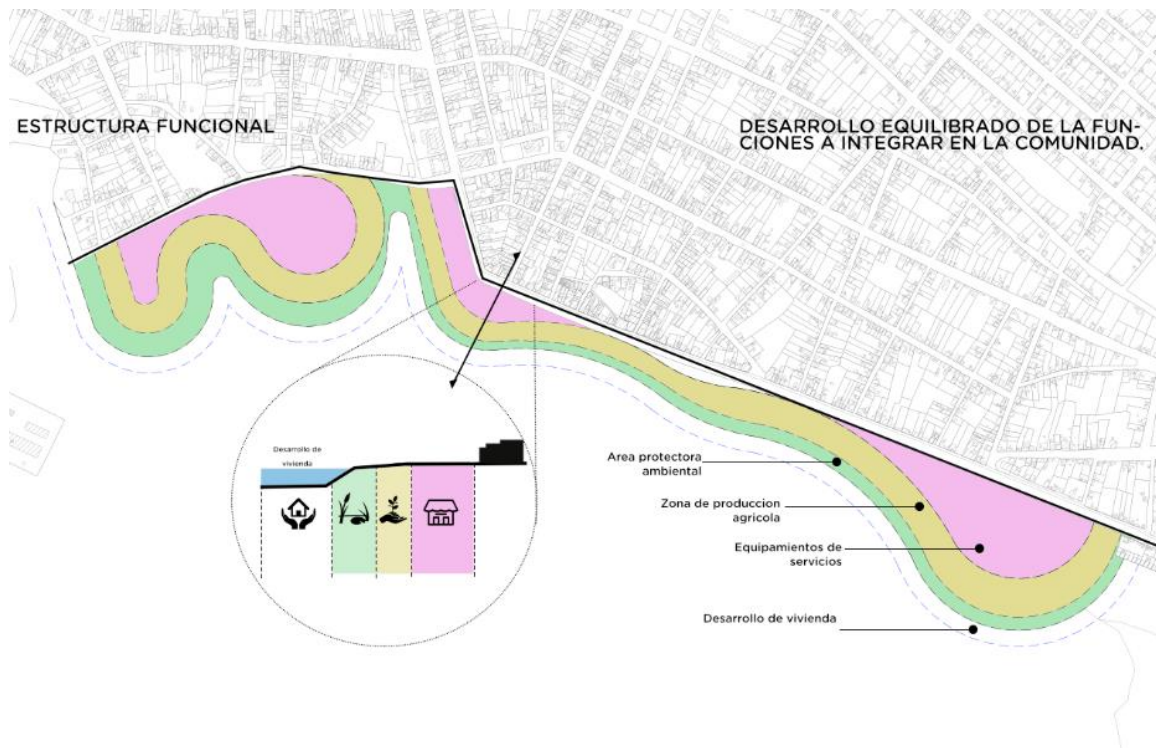 ESTRUCTURA FUNCIONAL
DESARROLLO EQUILIBRADO DE LA FUN-
CIONES A INTEGRAR EN LA COMUNIDAD.
Desarrollo de
vivienda
Area protectora
ambiental
Zona de produccion
agricola
Equipamientos de
servicios
Desarrollo de vivienda